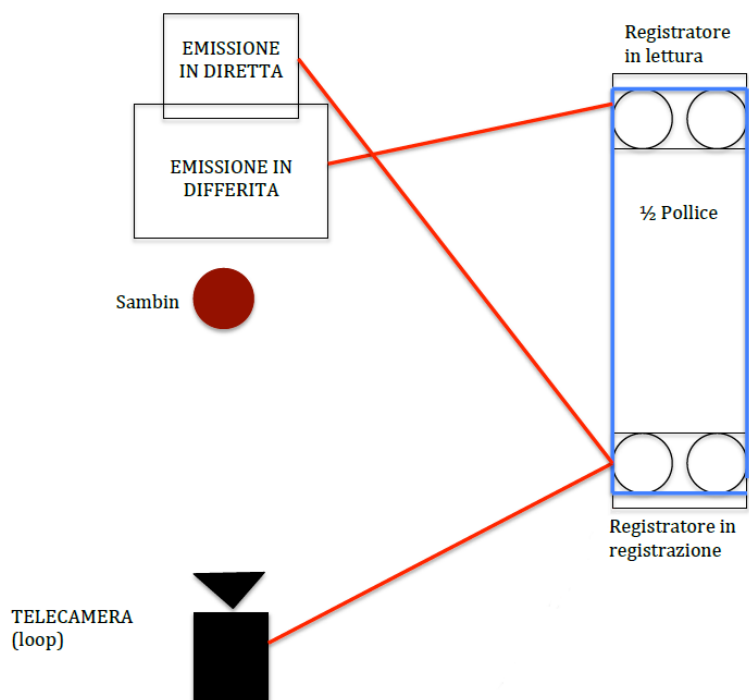 EMISSIONE
IN DIRETTA
Registratore
in lettura
EMISSIONE IN
DIFFERITA
½ Pollice
Sambin
Registratore in
registrazione
TELECAMERA
(loop)